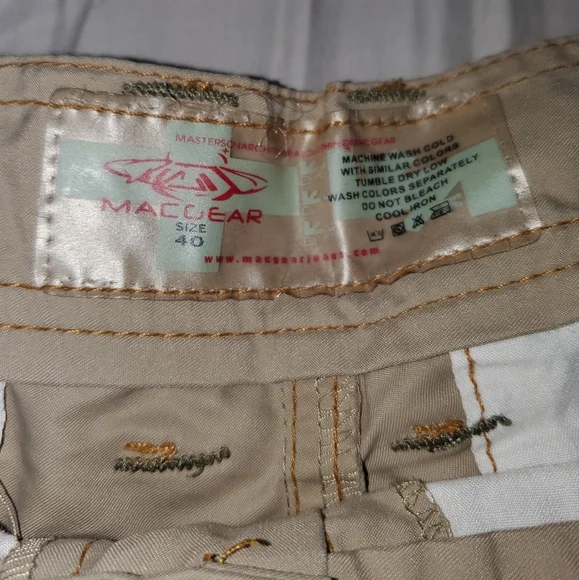 MACGEAR
SIZE
40
www.macgearjeans.com
MACHINE WASH COLD
WITH SIMILAR COLORS
TUMBLE DRY LOW
WASH COLORS SEPARATELY
DO NOT BLEACH
COOL IRON